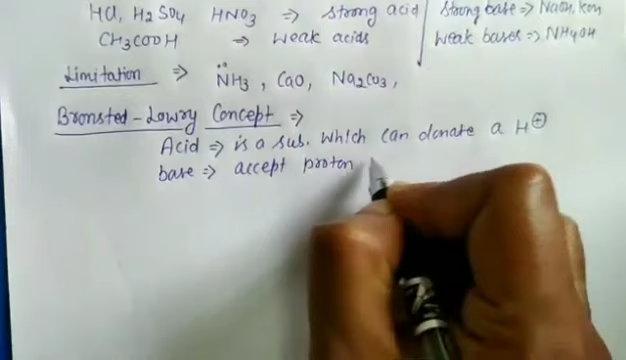 HCl, H2SO4 HNO3 => strong acid
CH3COOH => weak acids
strong base => NaOH, KOH
weak bases => NH4OH
Limitation => NH3, CaO, Na2CO3,
Bronsted-Lowry Concept =>
Acid => is a sub. which can donate a H⊕
base => accept proton